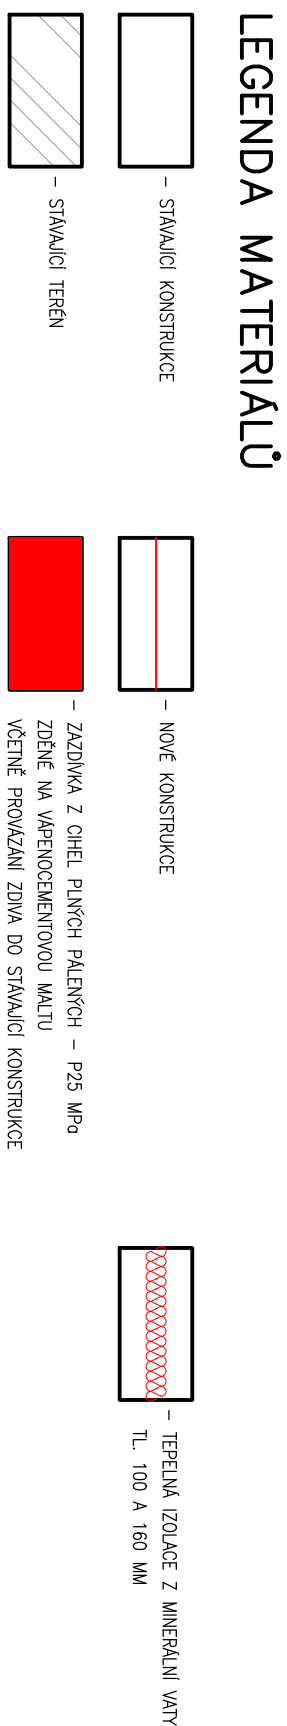 LEGENDA MATERIÁLŮ
– STÁVAJÍCÍ KONSTRUKCE
– NOVÉ KONSTRUKCE
– TEPELNÁ IZOLACE Z MINERÁLNÍ VATY
TL. 100 A 160 MM
– STÁVAJÍCÍ TERÉN
– ZAZDÍVKA Z CIHEL PLNÝCH PÁLENÝCH – P25 MPa
ZDĚNÉ NA VÁPENOCEMENTOVOU MALTU
VČETNĚ PROVÁZÁNÍ ZDIVA DO STÁVAJÍCÍ KONSTRUKCE